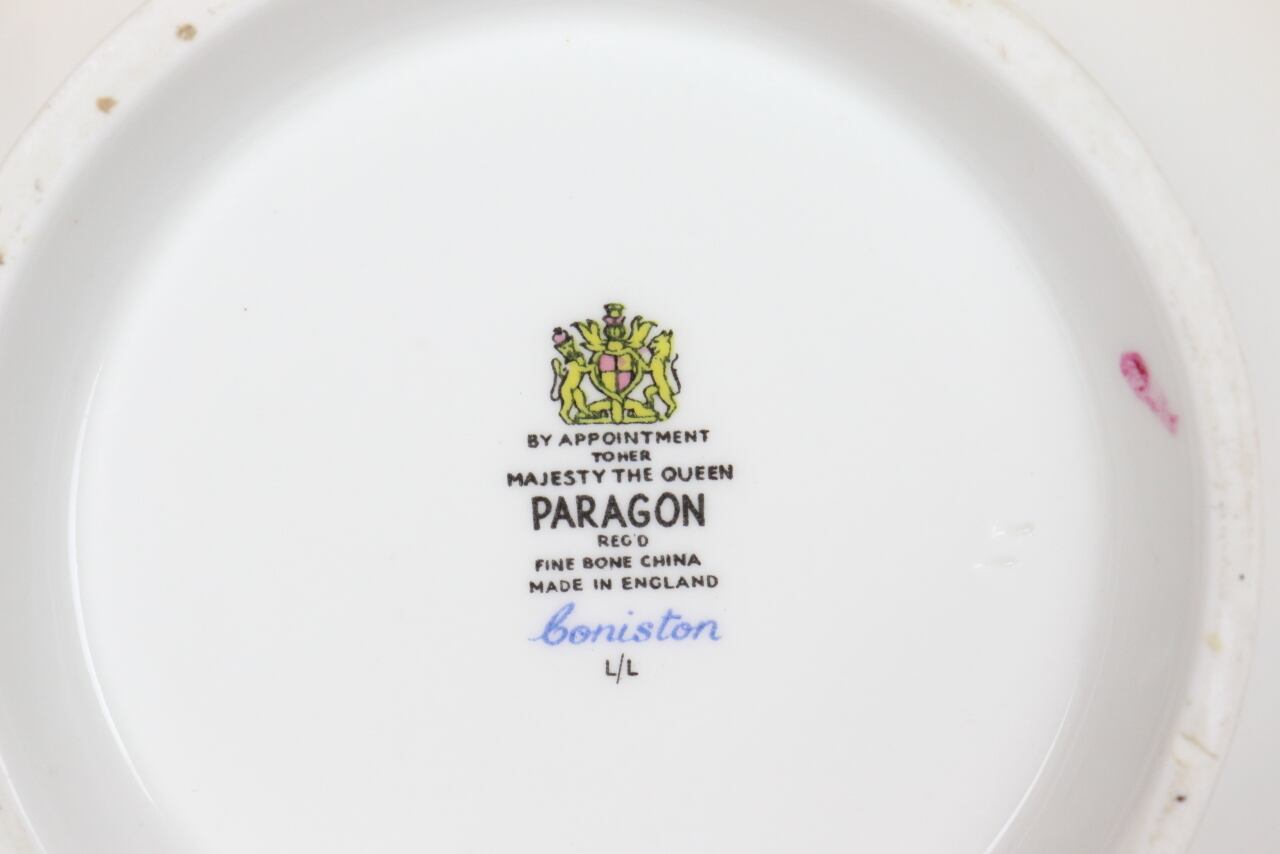 BY APPOINTMENT
TO HER
MAJESTY THE QUEEN
PARAGON
REG'D
FINE BONE CHINA
MADE IN ENGLAND
Coniston
L/L